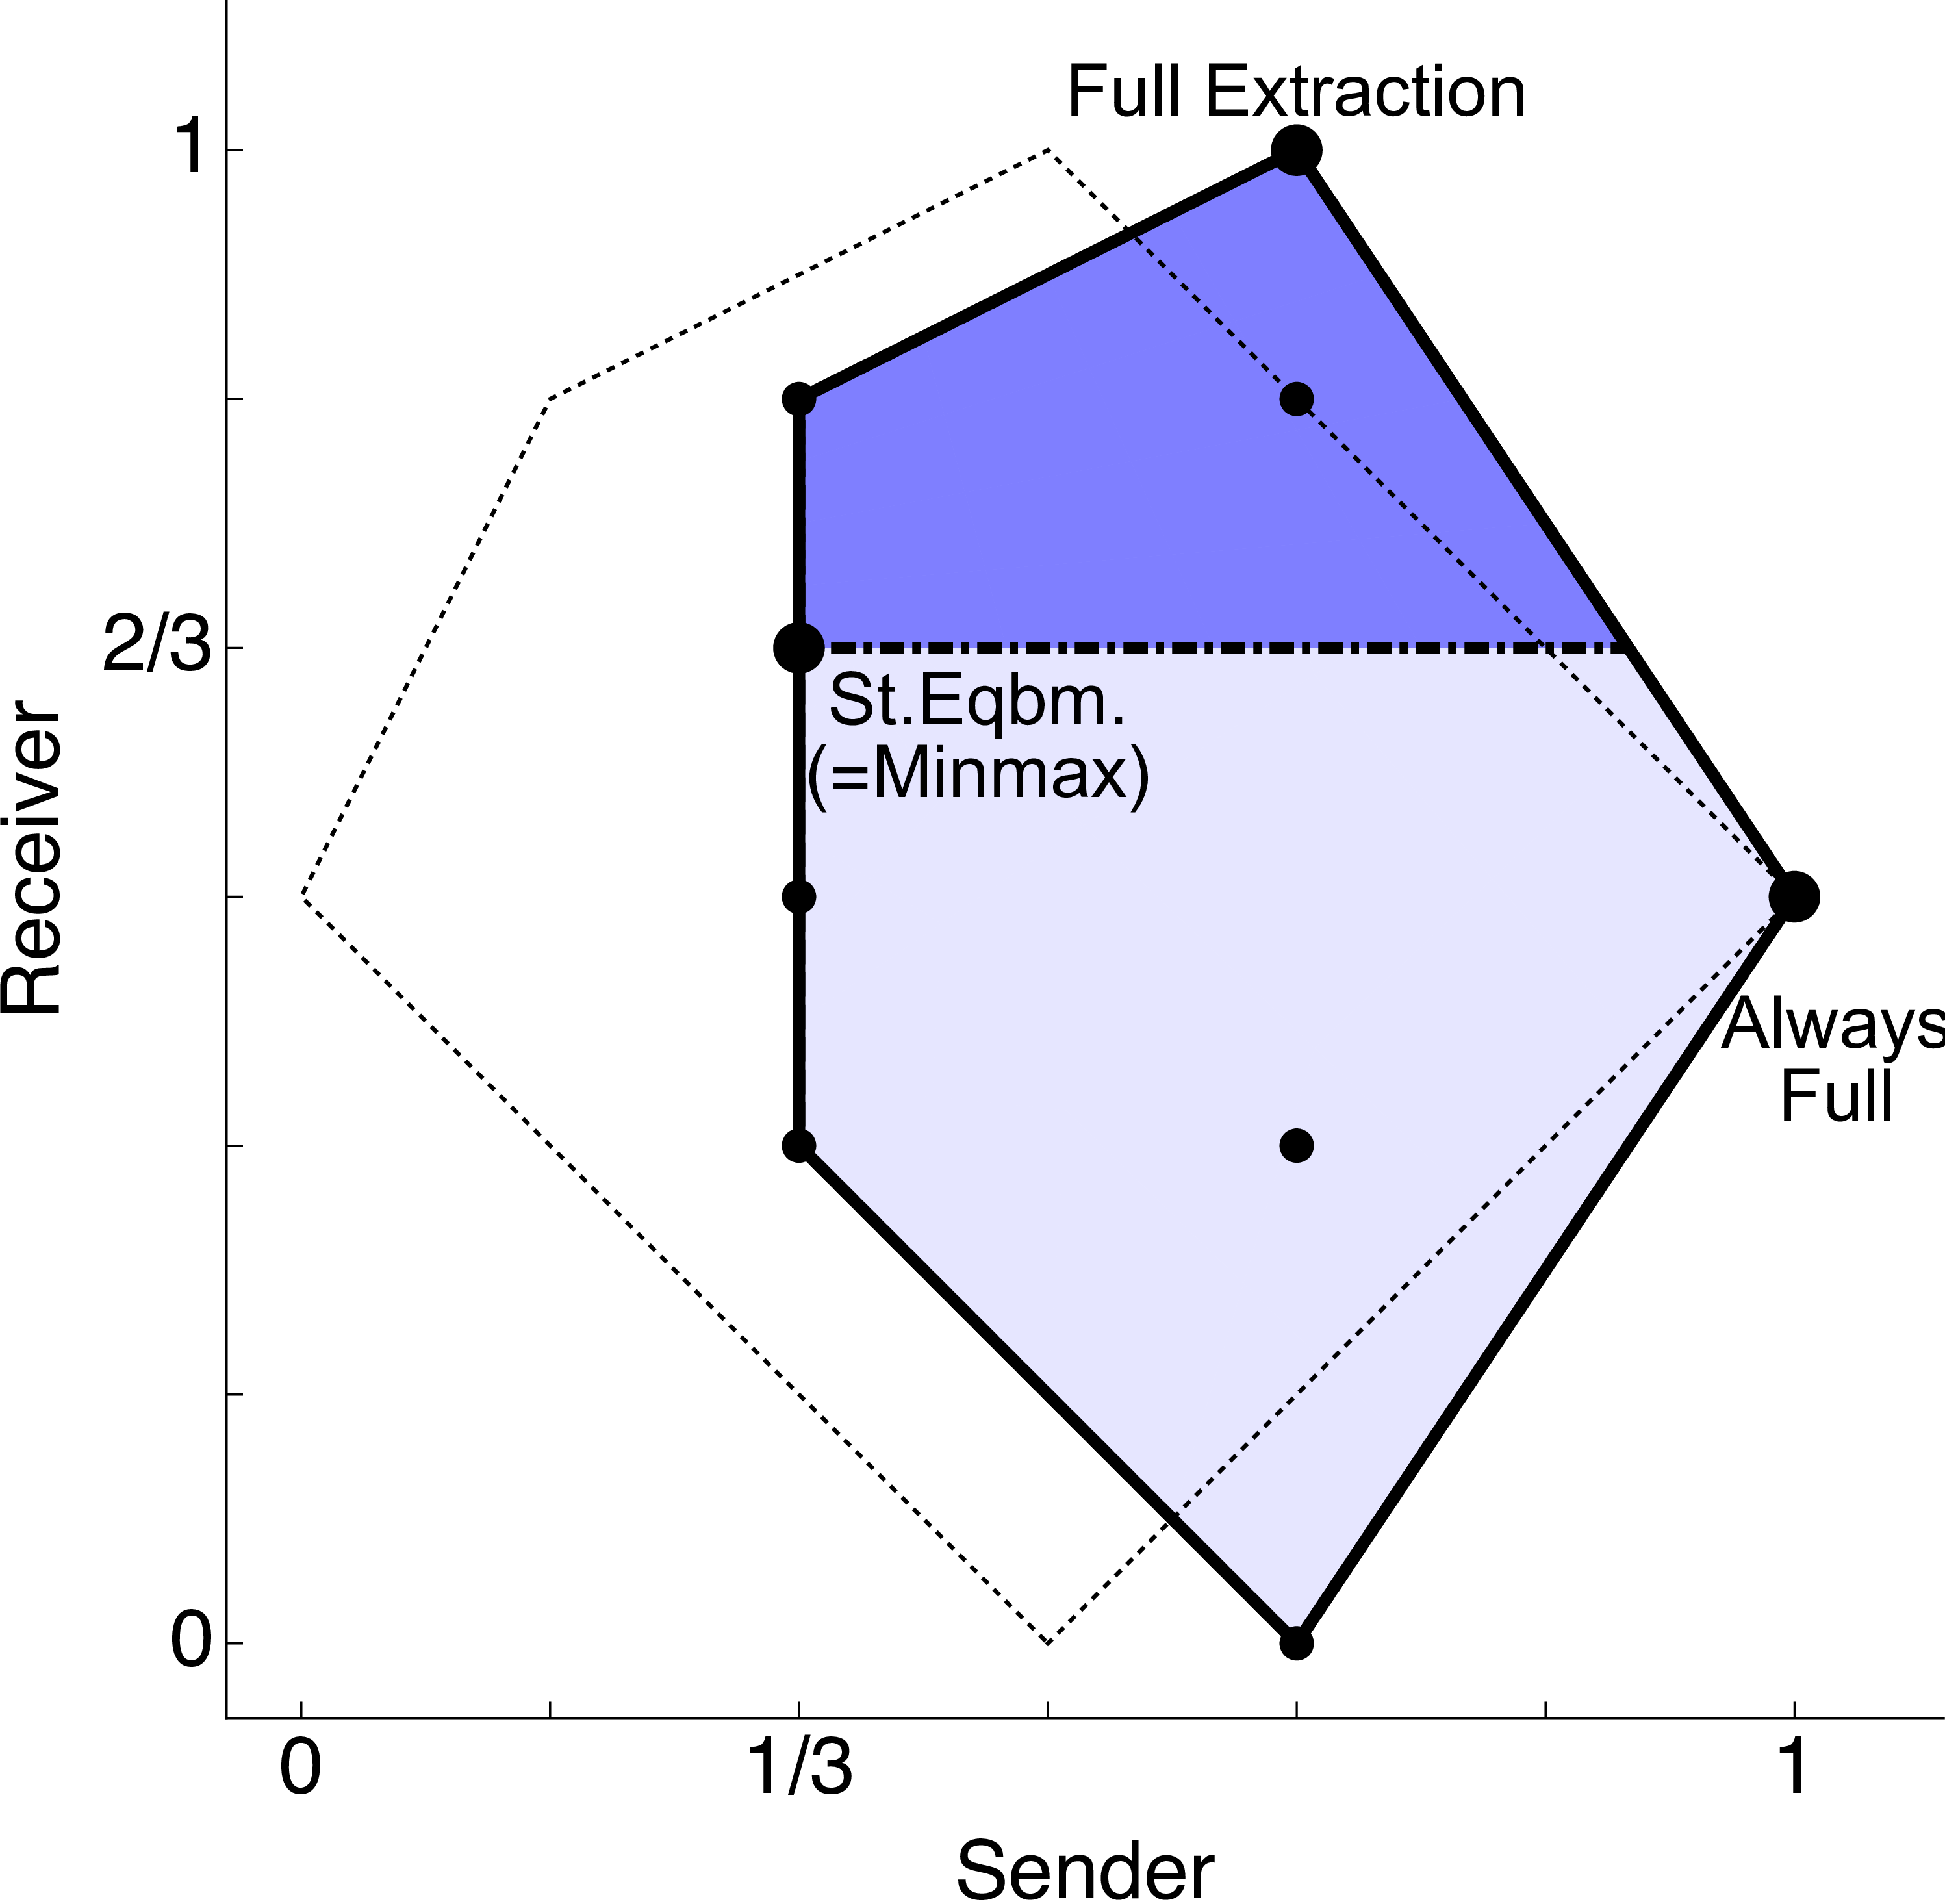 Full Extraction
1
2/3
St.Eqbm.
(=Minmax)
Receiver
Always
Full
0
0
1/3
1
Sender